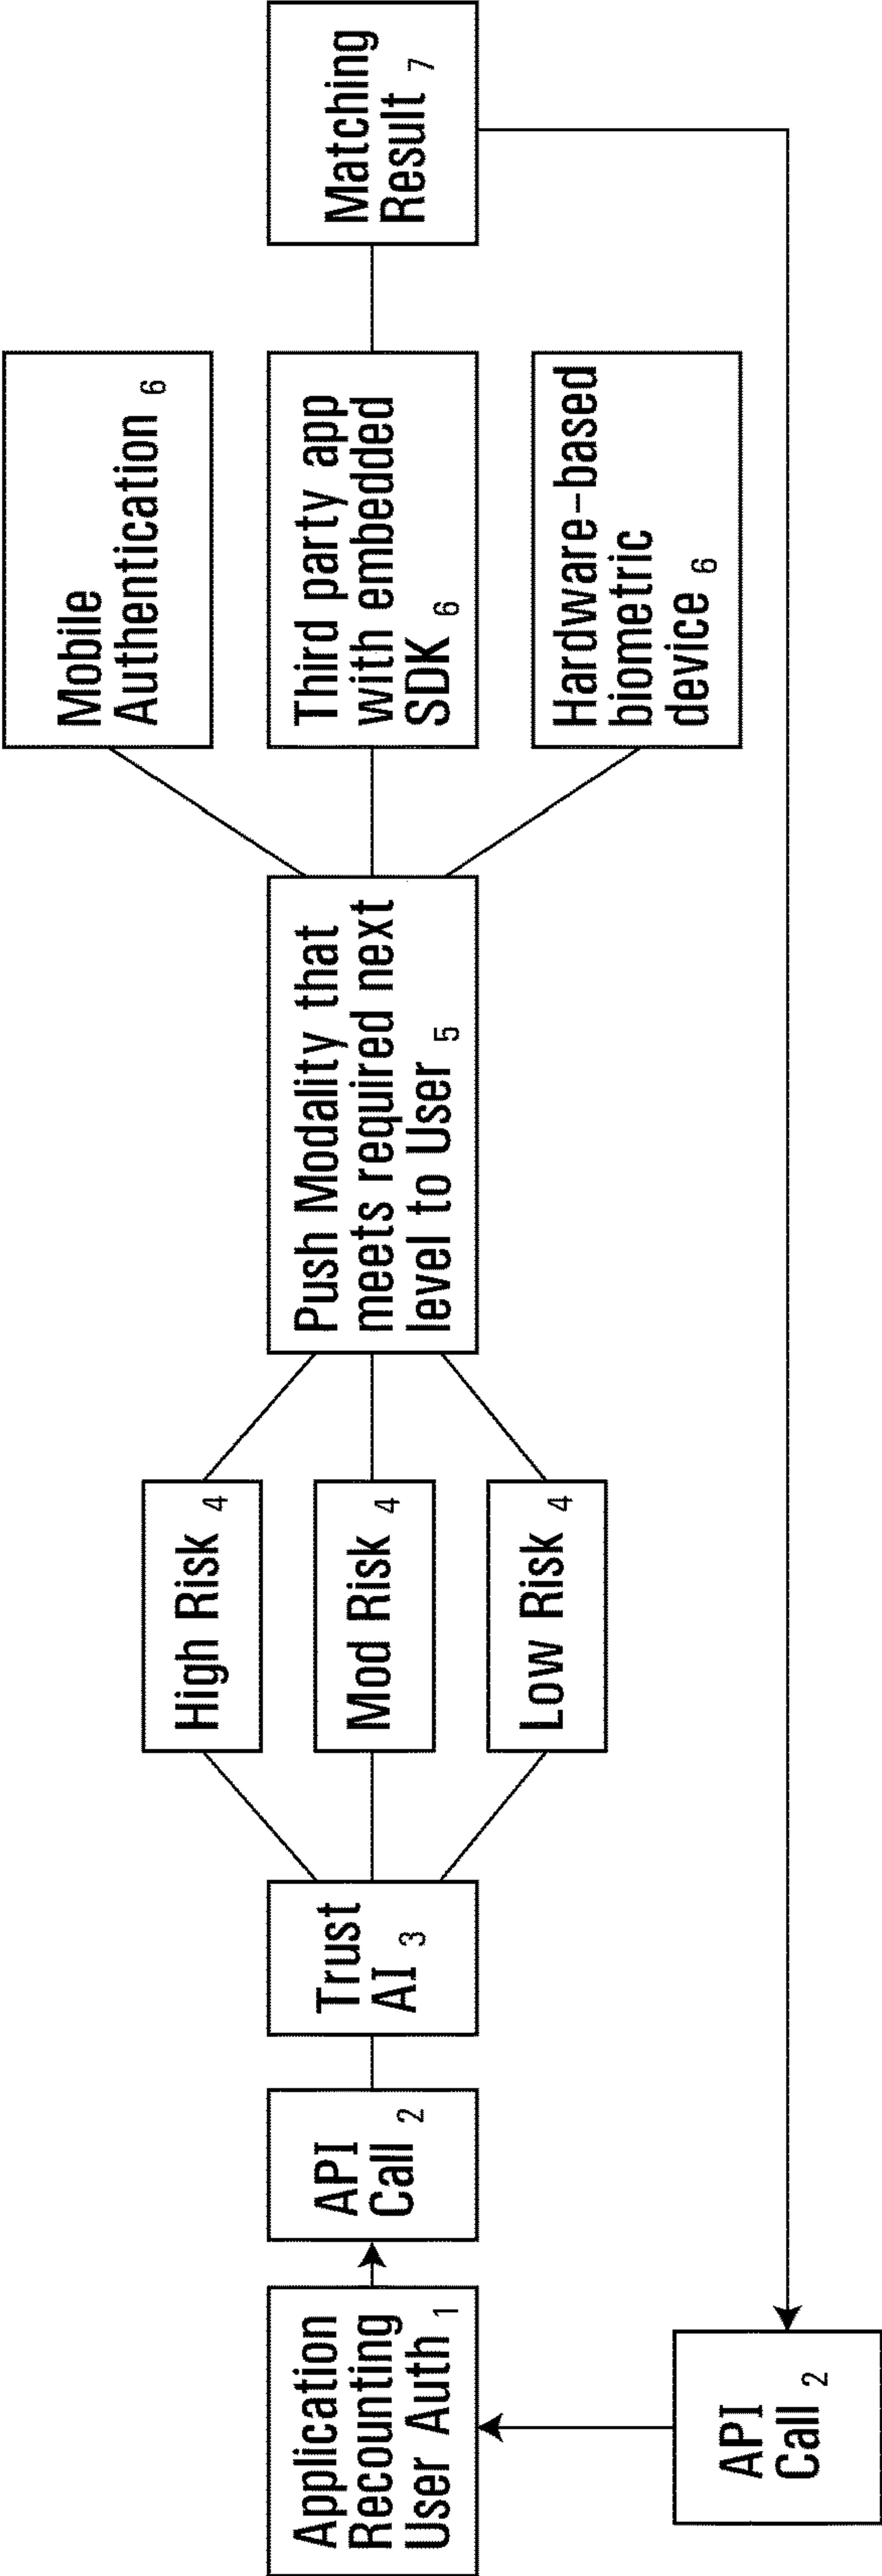 Application
Recounting
User Auth 1
API
Call 2
Trust
AI 3
High Risk 4
Mod Risk 4
Low Risk 4
Push Modality that
meets required next
level to User 5
Mobile
Authentication 6
Third party app
with embedded
SDK 6
Hardware-based
biometric
device 6
Matching
Result 7
API
Call 2